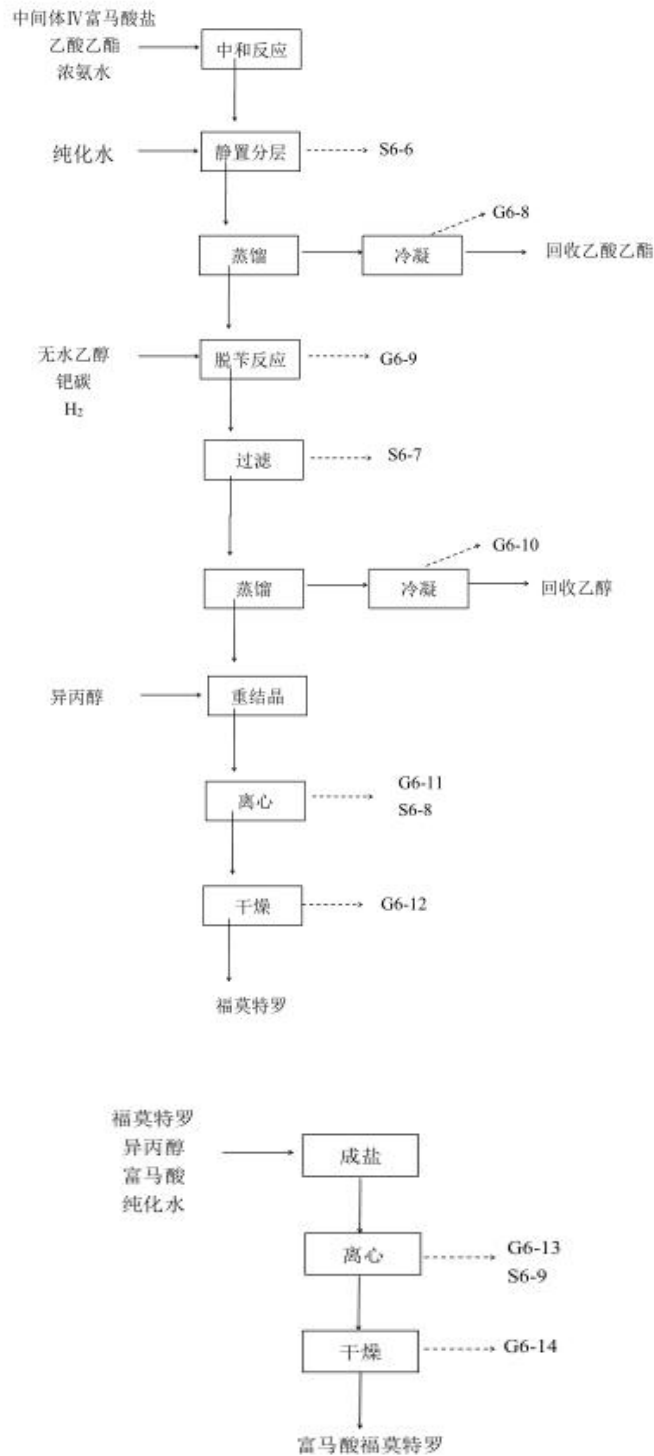 中间体Ⅳ富马酸盐
乙酸乙酯
浓氨水
中和反应
纯化水
静置分层
S6-6
G6-8
蒸馏
冷凝
回收乙酸乙酯
无水乙醇
钯碳
H₂
脱苄反应
G6-9
过滤
S6-7
G6-10
蒸馏
冷凝
回收乙醇
异丙醇
重结晶
离心
G6-11
S6-8
干燥
G6-12
福莫特罗
福莫特罗
异丙醇
富马酸
纯化水
成盐
离心
G6-13
S6-9
干燥
G6-14
富马酸福莫特罗